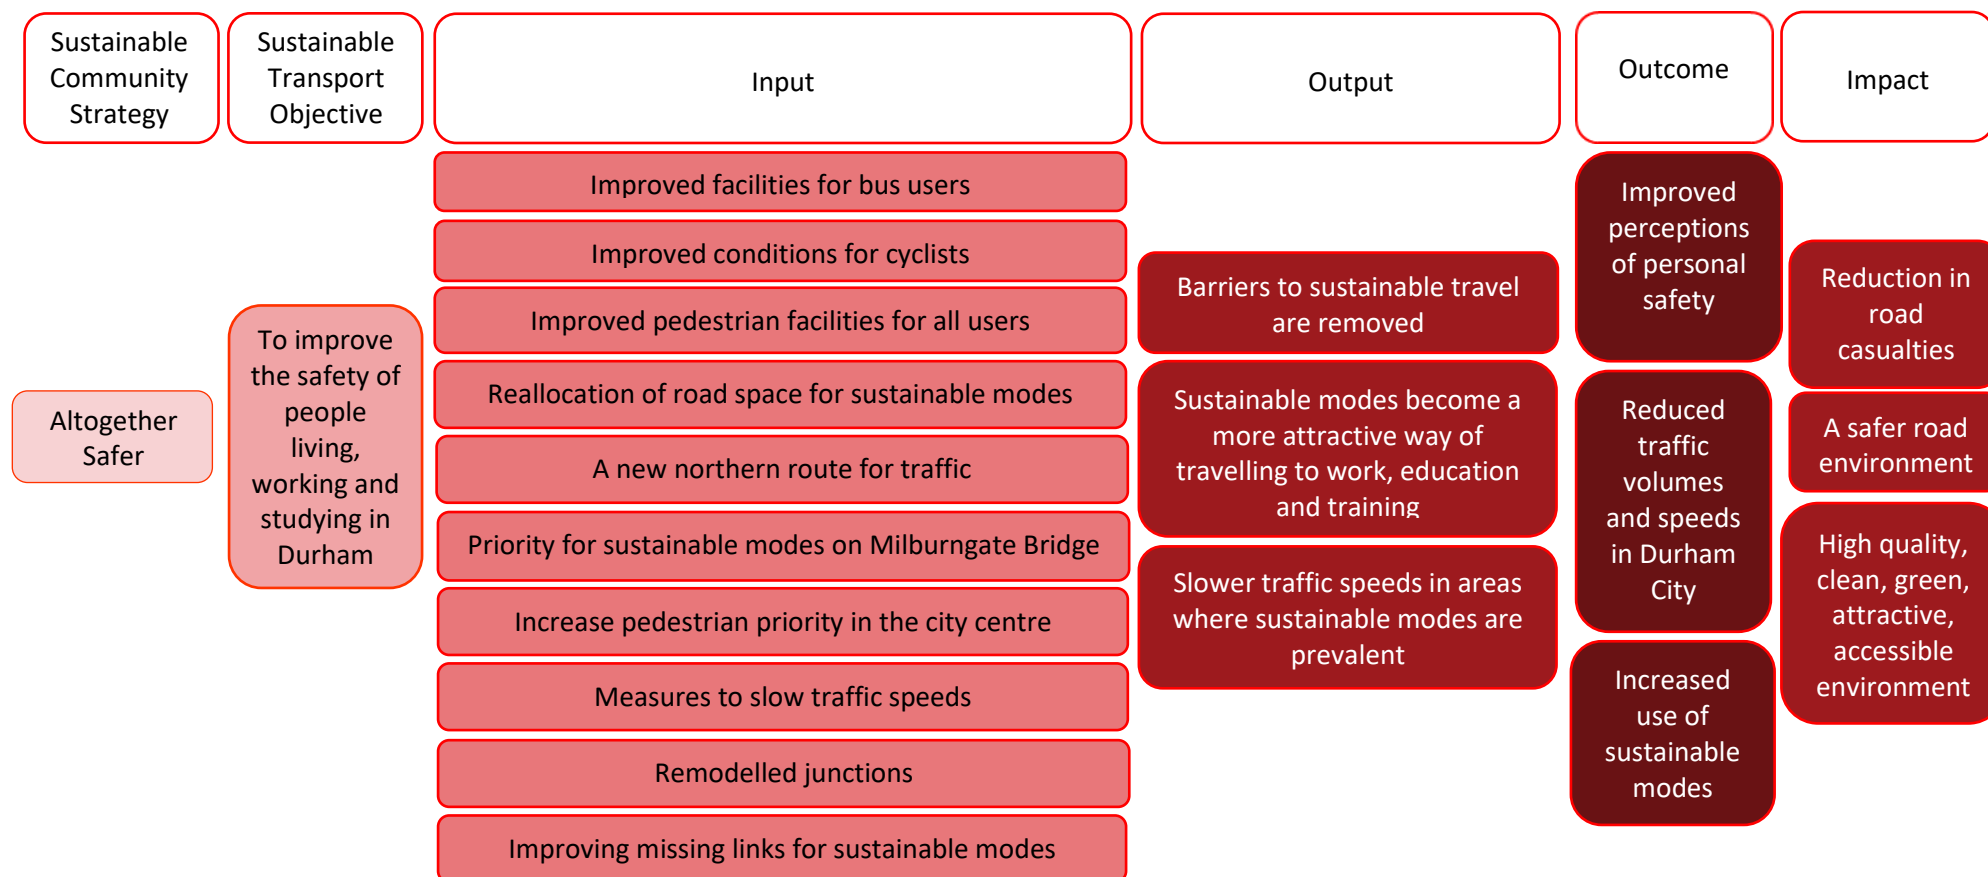 Sustainable
Community
Strategy
Sustainable
Transport
Objective
Input
Output
Outcome
Impact
Altogether
Safer
To improve
the safety of
people
living,
working and
studying in
Durham
Improved facilities for bus users
Improved conditions for cyclists
Improved pedestrian facilities for all users
Reallocation of road space for sustainable modes
A new northern route for traffic
Priority for sustainable modes on Milburngate Bridge
Increase pedestrian priority in the city centre
Measures to slow traffic speeds
Remodelled junctions
Improving missing links for sustainable modes
Barriers to sustainable travel
are removed
Sustainable modes become a
more attractive way of
travelling to work, education
and training
Slower traffic speeds in areas
where sustainable modes are
prevalent
Improved
perceptions
of personal
safety
Reduced
traffic
volumes
and speeds
in Durham
City
Increased
use of
sustainable
modes
Reduction in
road
casualties
A safer road
environment
High quality,
clean, green,
attractive,
accessible
environment